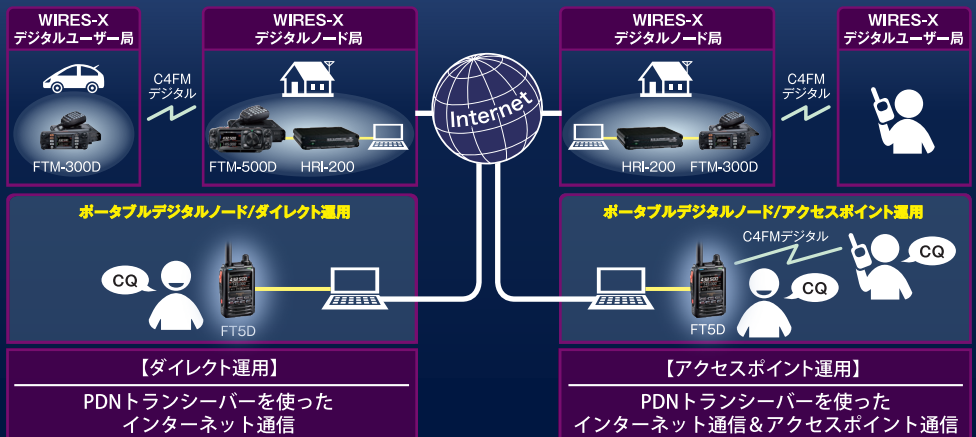 WIRES-X
デジタルユーザー局
C4FM
デジタル
FTM-300D
WIRES-X
デジタルノード局
FTM-500D
HRI-200
Internet
WIRES-X
デジタルノード局
HRI-200
FTM-300D
C4FM
デジタル
WIRES-X
デジタルユーザー局
ポータブルデジタルノード/ダイレクト運用
CQ
FT5D
ポータブルデジタルノード/アクセスポイント運用
C4FMデジタル
CQ
CQ
FT5D
【ダイレクト運用】
PDNトランシーバーを使った
インターネット通信
【アクセスポイント運用】
PDNトランシーバーを使った
インターネット通信&アクセスポイント通信